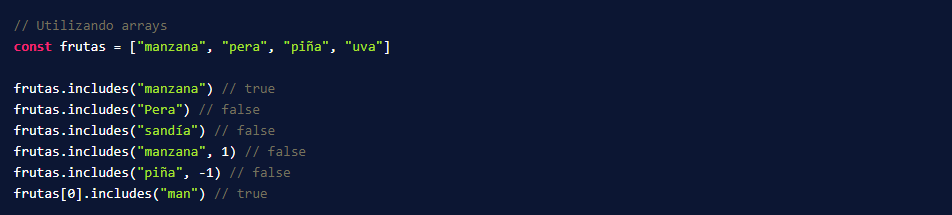 // Utilizando arrays
const frutas = ["manzana", "pera", "piña", "uva"]

frutas.includes("manzana") // true
frutas.includes("Pera") // false
frutas.includes("sandía") // false
frutas.includes("manzana", 1) // false
frutas.includes("piña", -1) // false
frutas[0].includes("man") // true